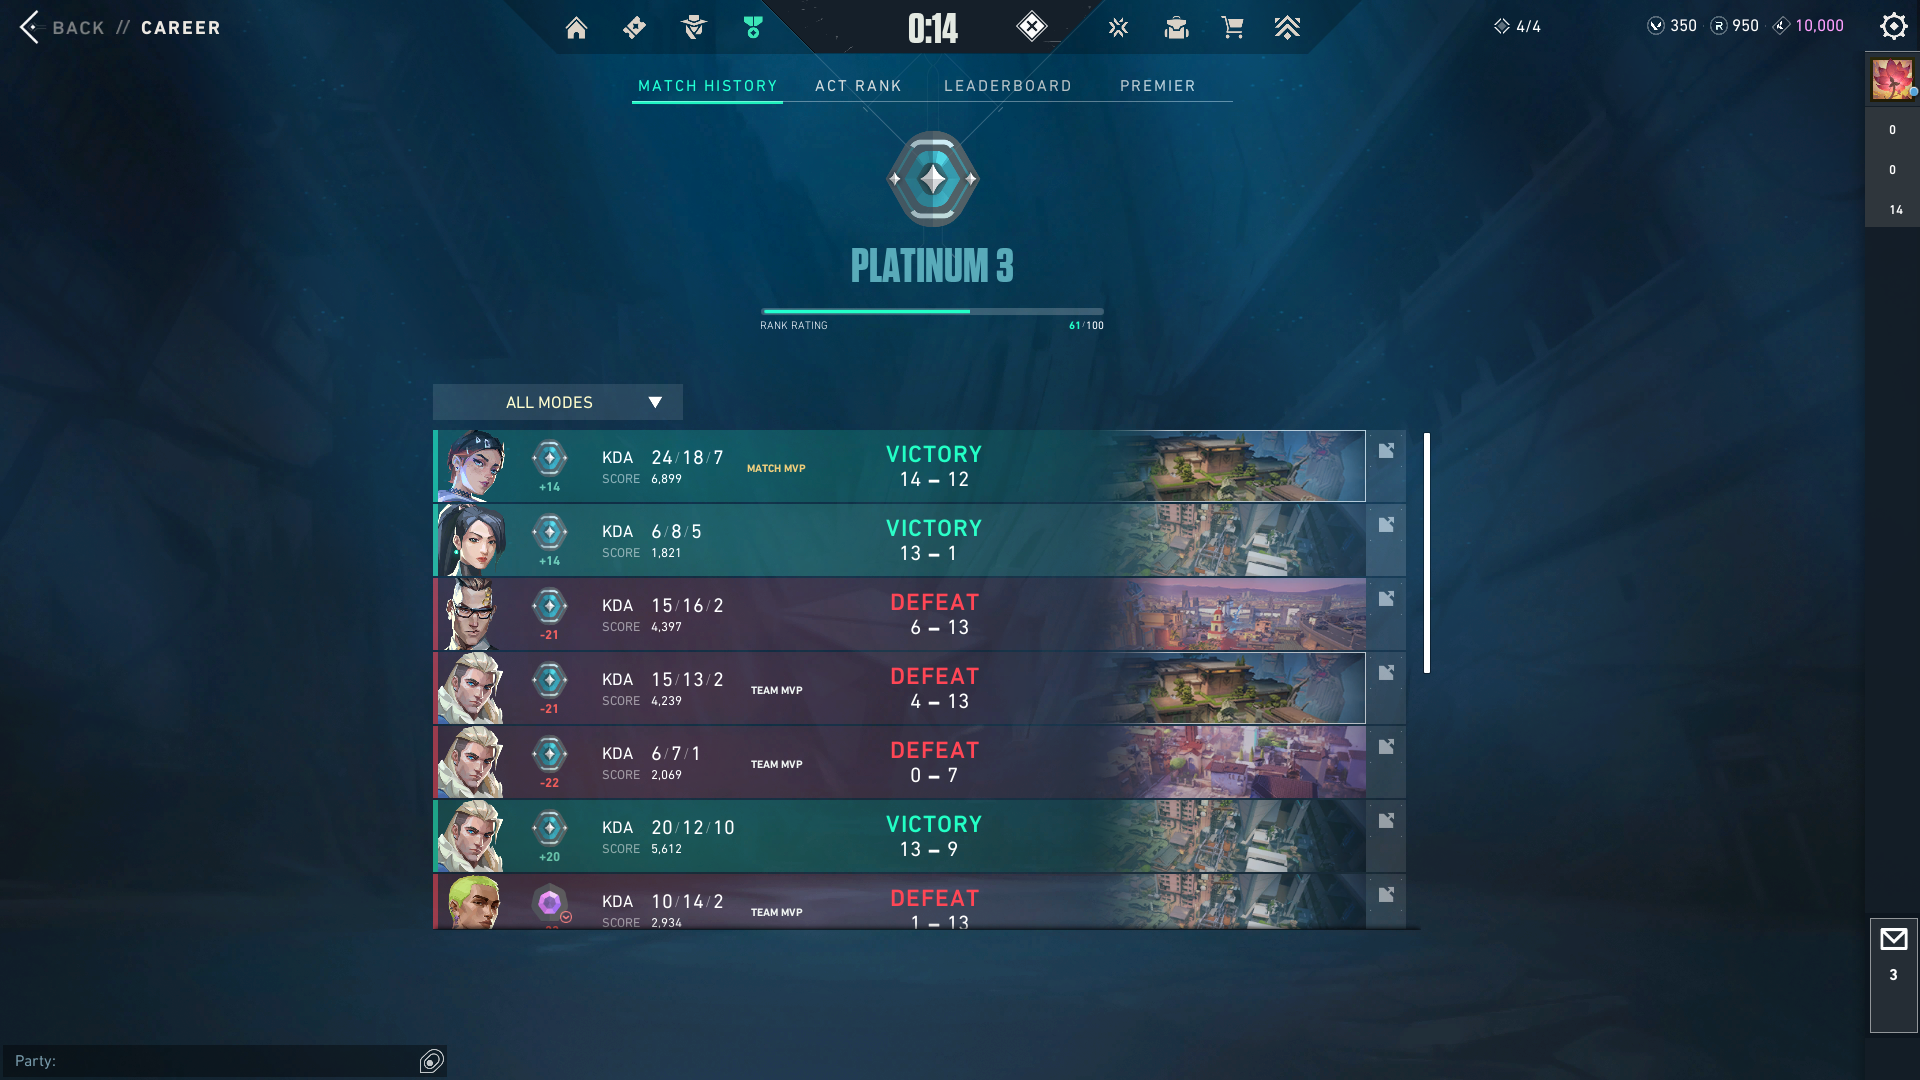 BACK // CAREER
0:14
4/4
350
950
10,000
MATCH HISTORY
ACT RANK
LEADERBOARD
PREMIER
0
0
14
PLATINUM 3
RANK RATING
61/100
ALL MODES
+14
KDA 24/18/7
SCORE 6,899
MATCH MVP
VICTORY
14 – 12
+14
KDA 6/8/5
SCORE 1,821
VICTORY
13 – 1
-21
KDA 15/16/2
SCORE 4,397
DEFEAT
6 – 13
-21
KDA 15/13/2
SCORE 4,239
TEAM MVP
DEFEAT
4 – 13
-22
KDA 6/7/1
SCORE 2,069
TEAM MVP
DEFEAT
0 – 7
+20
KDA 20/12/10
SCORE 5,612
VICTORY
13 – 9
KDA 10/14/2
SCORE 2,934
TEAM MVP
DEFEAT
1 – 13
3
Party: